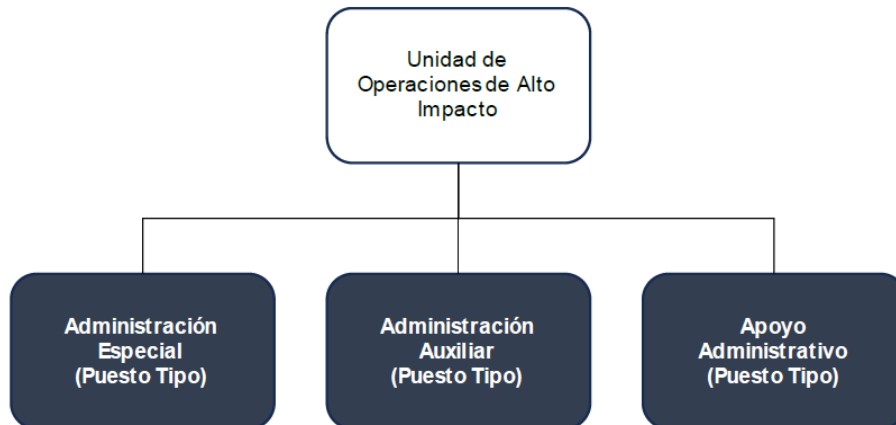 Unidad de
Operaciones de Alto
Impacto
Administración
Especial
(Puesto Tipo)
Administración
Auxiliar
(Puesto Tipo)
Apoyo
Administrativo
(Puesto Tipo)